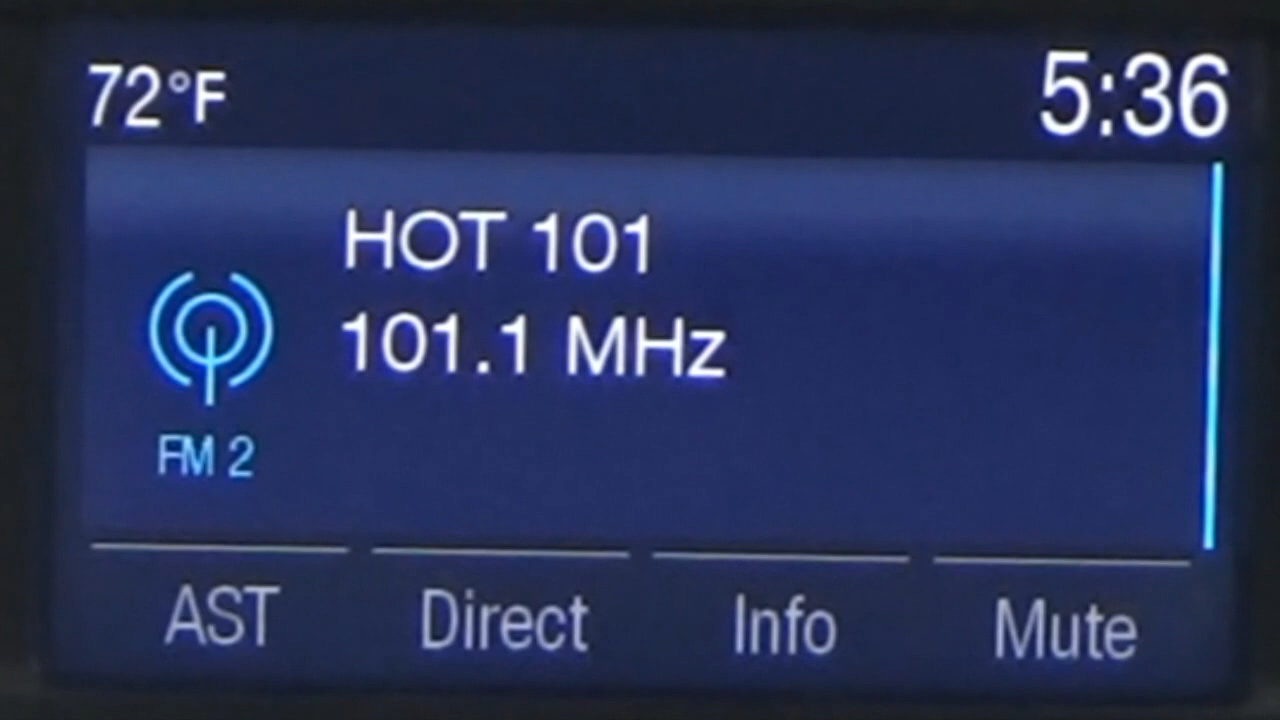 72°F 5:36
HOT 101
101.1 MHz
FM 2
AST Direct Info Mute